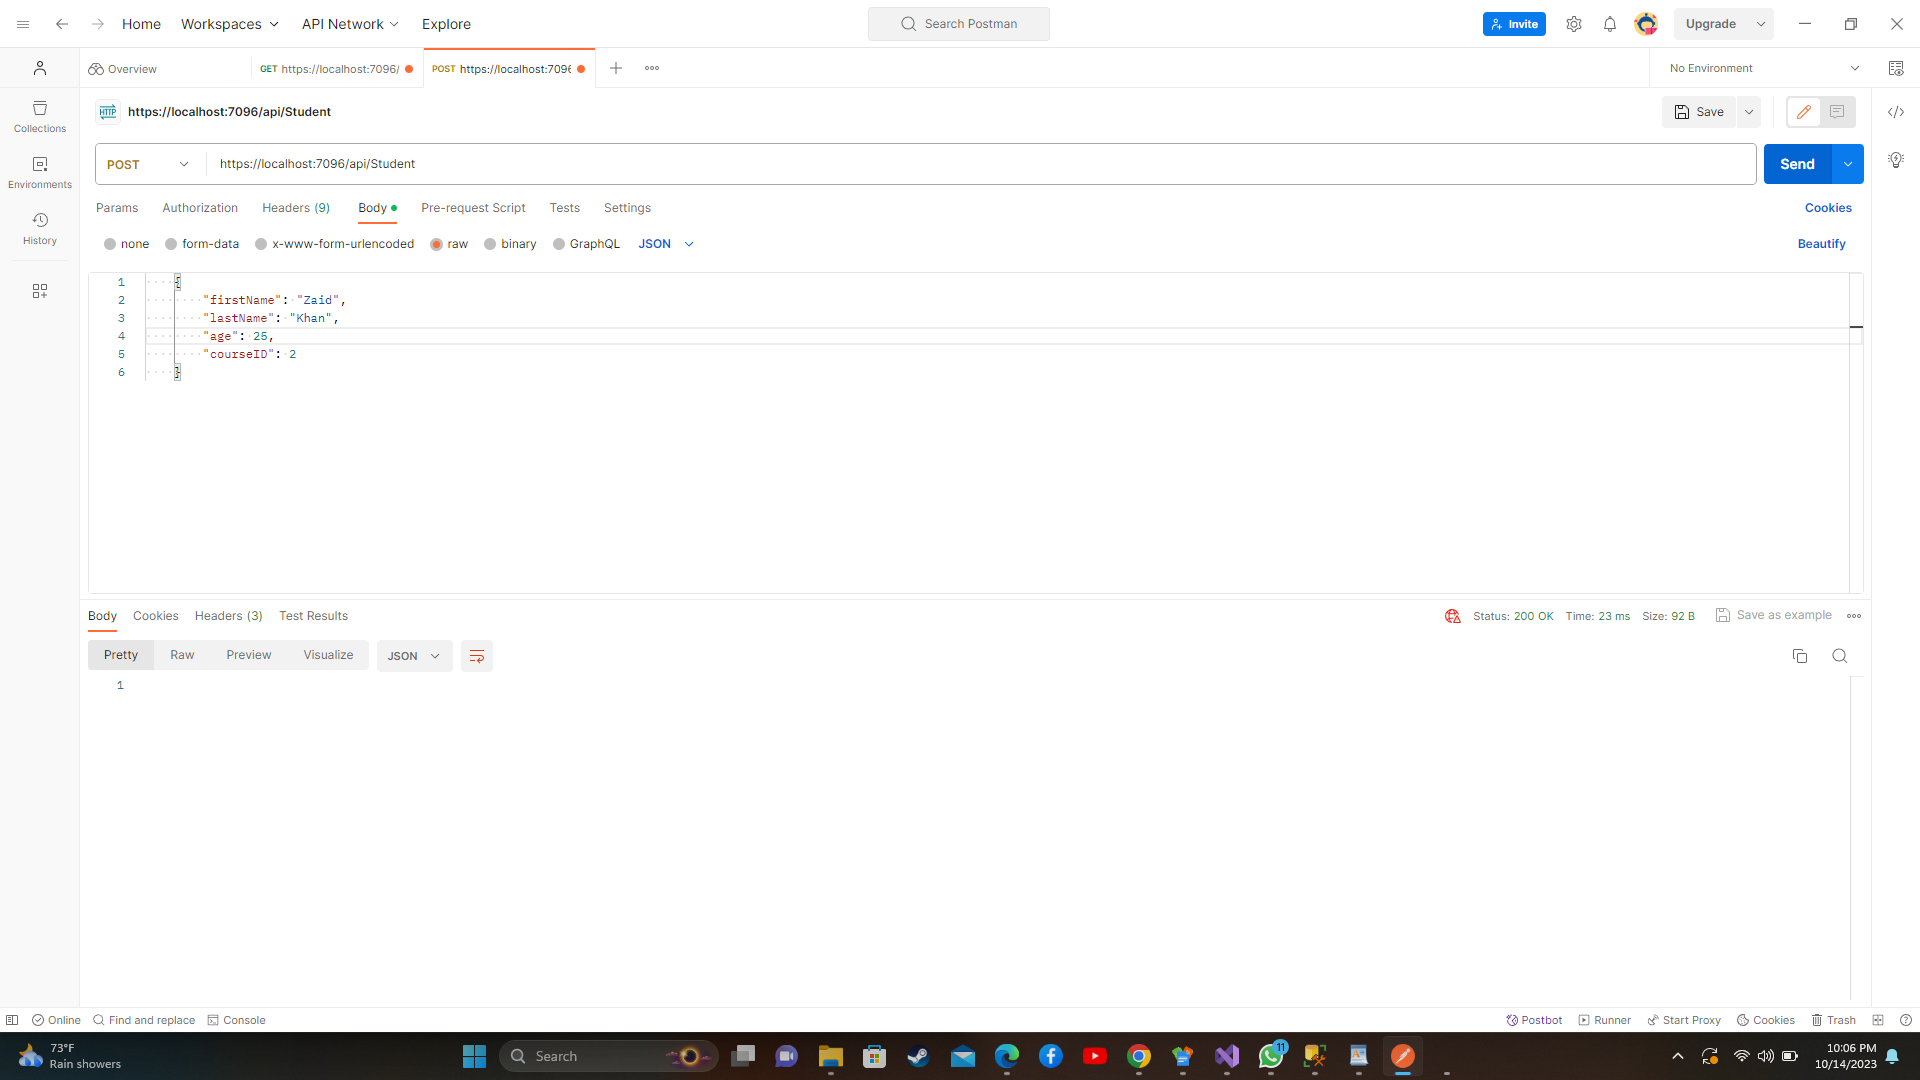 Home Workspaces API Network Explore Search Postman Invite Upgrade
Overview GET https://localhost:7096/ POST https://localhost:7096 No Environment
HTTP https://localhost:7096/api/Student Save
Collections
Environments
History
POST https://localhost:7096/api/Student Send
Params Authorization Headers (9) Body Pre-request Script Tests Settings Cookies
none form-data x-www-form-urlencoded raw binary GraphQL JSON Beautify
1 {
2 "firstName": "Zaid",
3 "lastName": "Khan",
4 "age": 25,
5 "courseID": 2
6 }
Body Cookies Headers (3) Test Results Status: 200 OK Time: 23 ms Size: 92 B Save as example
Pretty Raw Preview Visualize JSON
1
Online Find and replace Console Postbot Runner Start Proxy Cookies Trash
73°F
Rain showers
Search
11
10:06 PM
10/14/2023